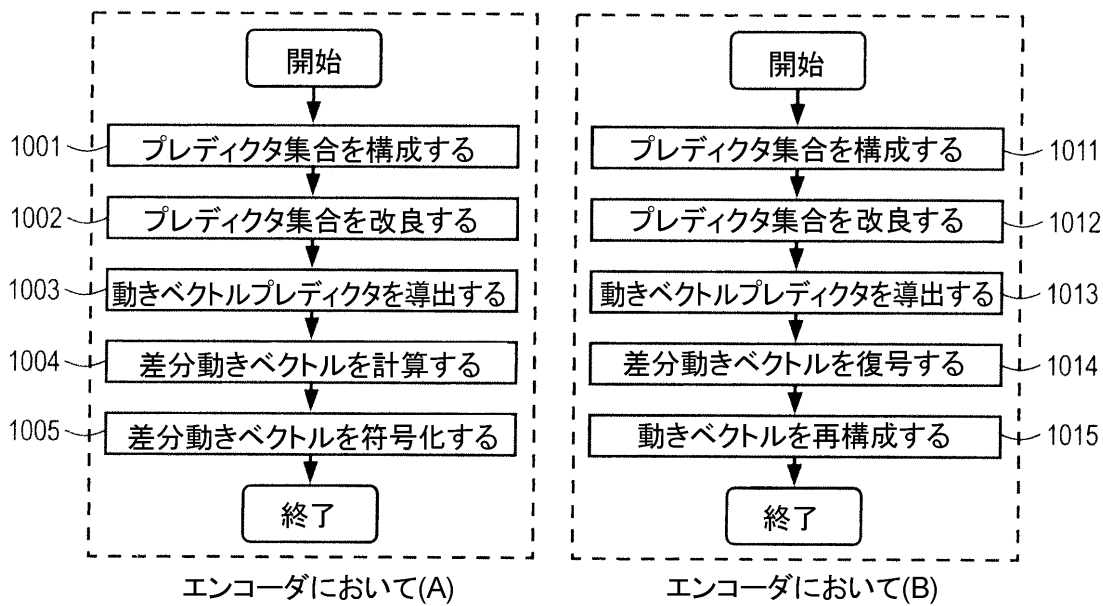 開始
1001 プレディクタ集合を構成する
1002 プレディクタ集合を改良する
1003 動きベクトルプレディクタを導出する
1004 差分動きベクトルを計算する
1005 差分動きベクトルを符号化する
終了
エンコーダにおいて(A)
開始
プレディクタ集合を構成する 1011
プレディクタ集合を改良する 1012
動きベクトルプレディクタを導出する 1013
差分動きベクトルを復号する 1014
動きベクトルを再構成する 1015
終了
エンコーダにおいて(B)